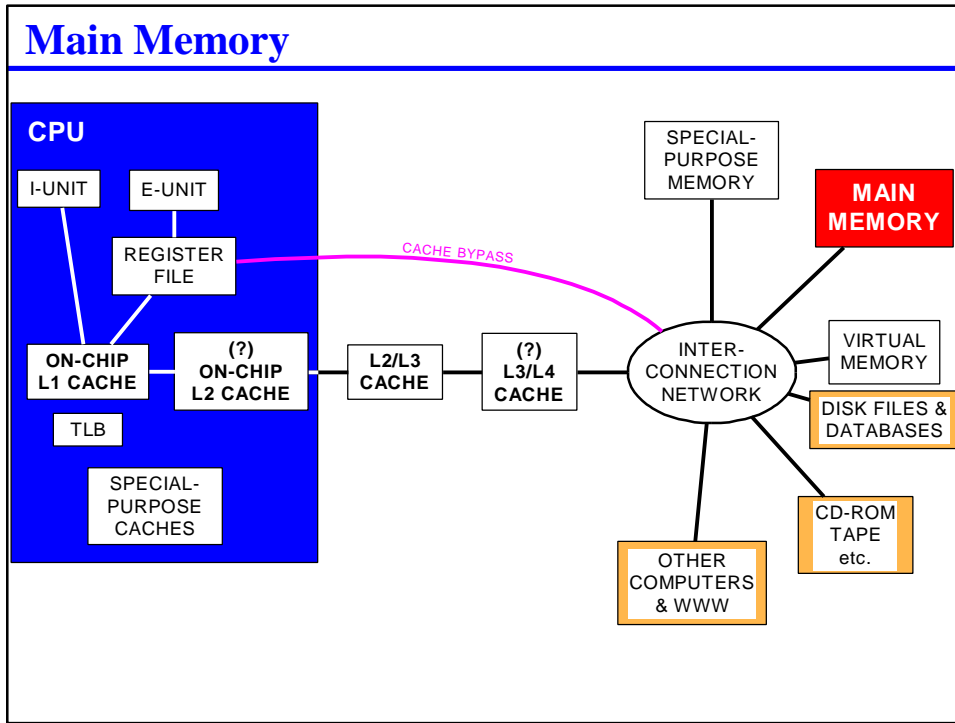 Main Memory
CPU
I-UNIT
E-UNIT
REGISTER
FILE
ON-CHIP
L1 CACHE
(?)
ON-CHIP
L2 CACHE
TLB
SPECIAL-
PURPOSE
CACHES
CACHE BYPASS
L2/L3
CACHE
(?)
L3/L4
CACHE
SPECIAL-
PURPOSE
MEMORY
MAIN
MEMORY
INTER-
CONNECTION
NETWORK
VIRTUAL
MEMORY
DISK FILES &
DATABASES
CD-ROM
TAPE
etc.
OTHER
COMPUTERS
& WWW